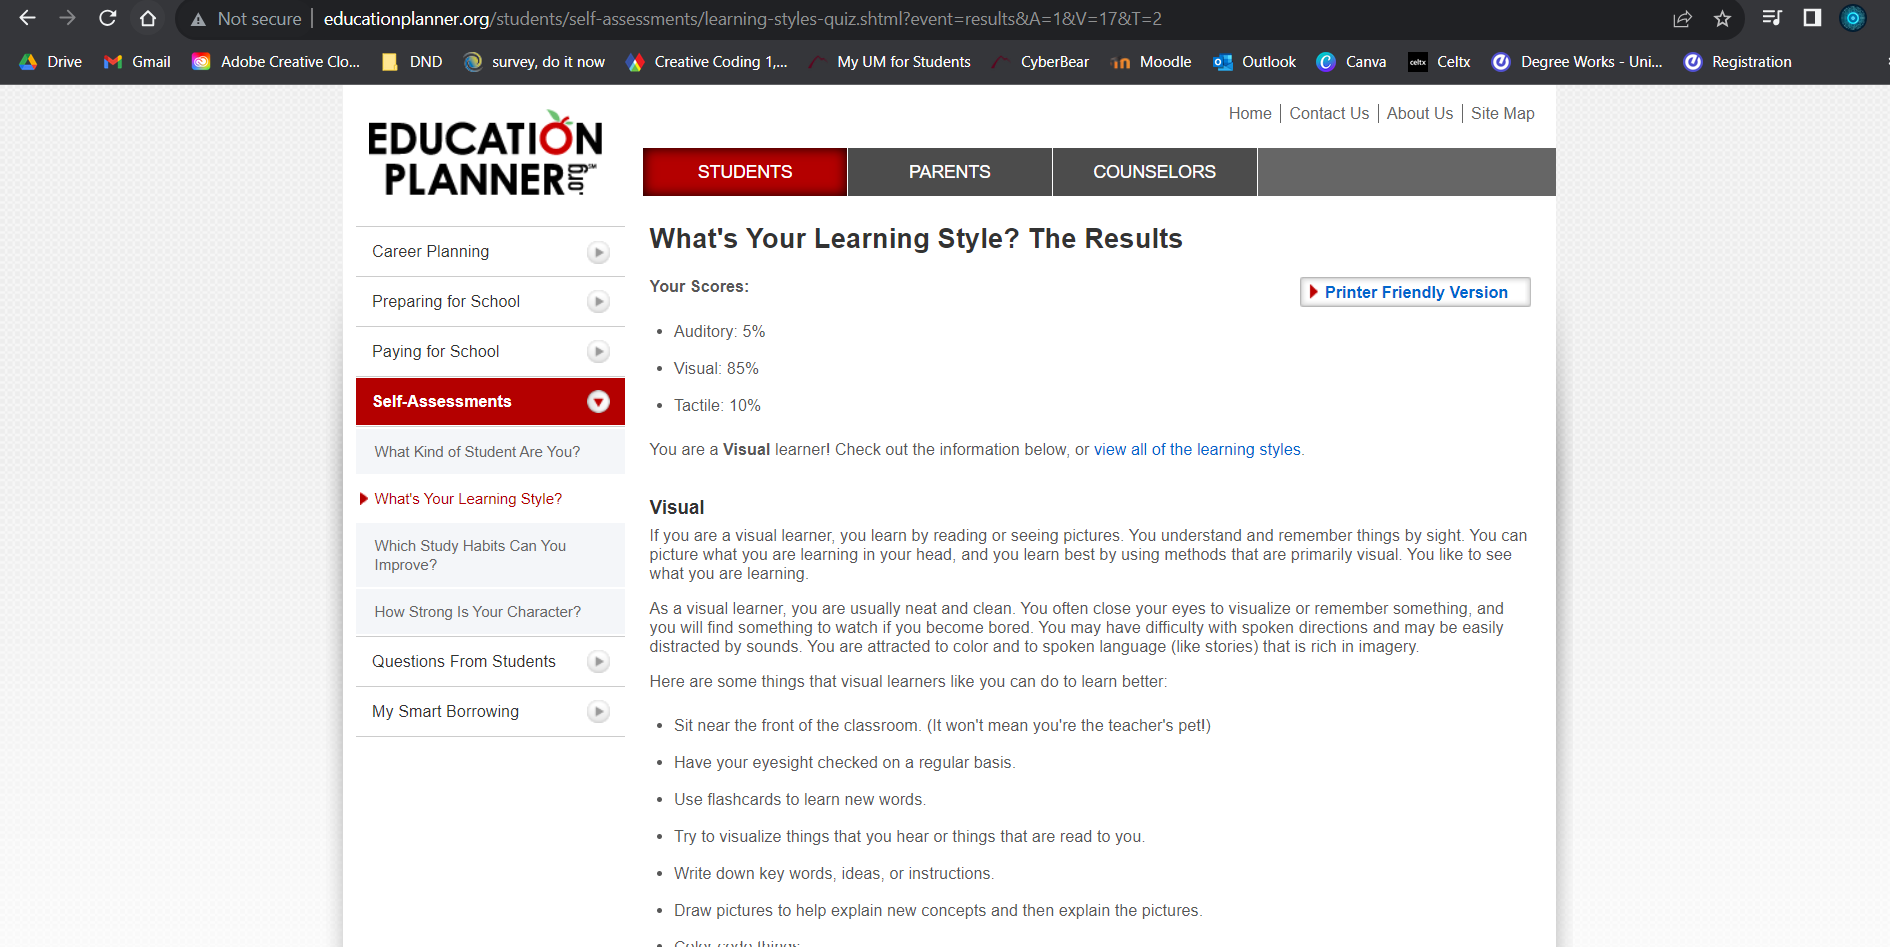 Not secure | educationplanner.org/students/self-assessments/learning-styles-quiz.shtml?event=results&A=1&V=17&T=2
Drive Gmail Adobe Creative Clo... DND survey, do it now Creative Coding 1,... My UM for Students CyberBear Moodle Outlook Canva celtx Celtx Degree Works - Uni... Registration
Home | Contact Us | About Us | Site Map
EDUCATION
PLANNER.org℠
STUDENTS PARENTS COUNSELORS
Career Planning
Preparing for School
Paying for School
Self-Assessments
What Kind of Student Are You?
What's Your Learning Style?
Which Study Habits Can You
Improve?
How Strong Is Your Character?
Questions From Students
My Smart Borrowing
What's Your Learning Style? The Results
Your Scores:
Printer Friendly Version
• Auditory: 5%
• Visual: 85%
• Tactile: 10%
You are a Visual learner! Check out the information below, or view all of the learning styles.
Visual
If you are a visual learner, you learn by reading or seeing pictures. You understand and remember things by sight. You can
picture what you are learning in your head, and you learn best by using methods that are primarily visual. You like to see
what you are learning.
As a visual learner, you are usually neat and clean. You often close your eyes to visualize or remember something, and
you will find something to watch if you become bored. You may have difficulty with spoken directions and may be easily
distracted by sounds. You are attracted to color and to spoken language (like stories) that is rich in imagery.
Here are some things that visual learners like you can do to learn better:
• Sit near the front of the classroom. (It won't mean you're the teacher's pet!)
• Have your eyesight checked on a regular basis.
• Use flashcards to learn new words.
• Try to visualize things that you hear or things that are read to you.
• Write down key words, ideas, or instructions.
• Draw pictures to help explain new concepts and then explain the pictures.
• Color code things.